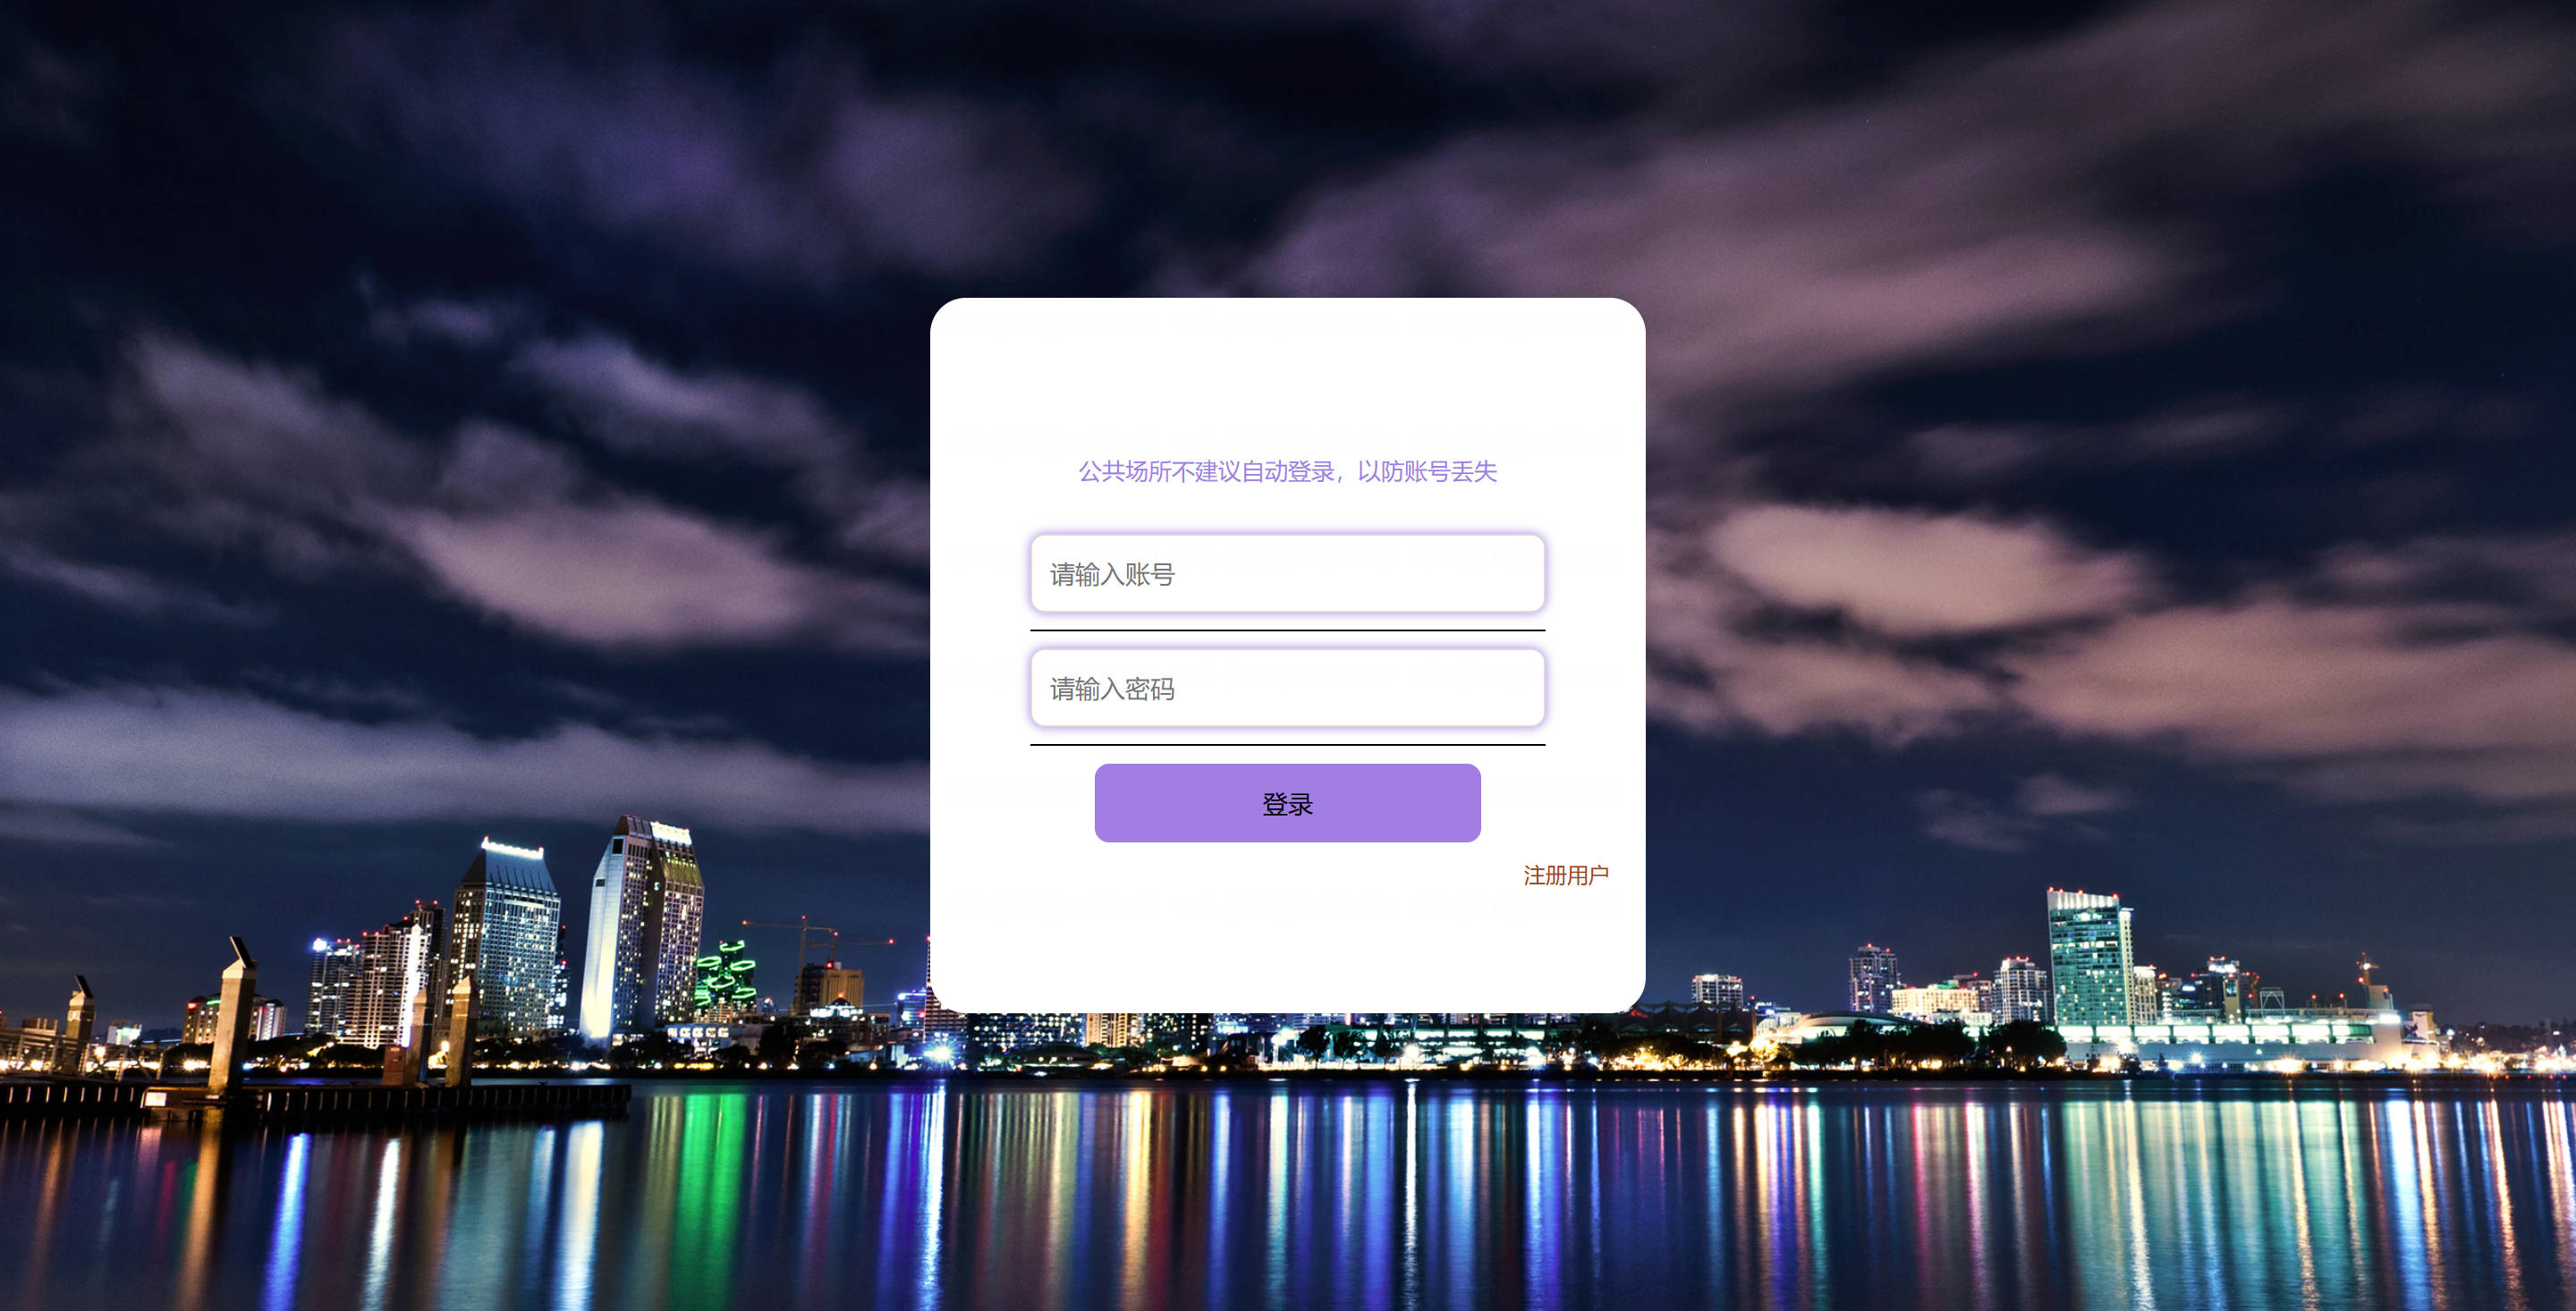 公共场所不建议自动登录，以防账号丢失
请输入账号
请输入密码
登录
注册用户